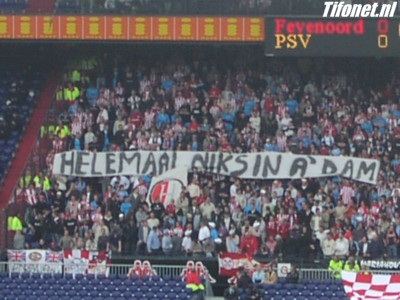 Tifonet.nl
Feyenoord 0
PSV 0
HELEMAAL NIKS IN A'DAM